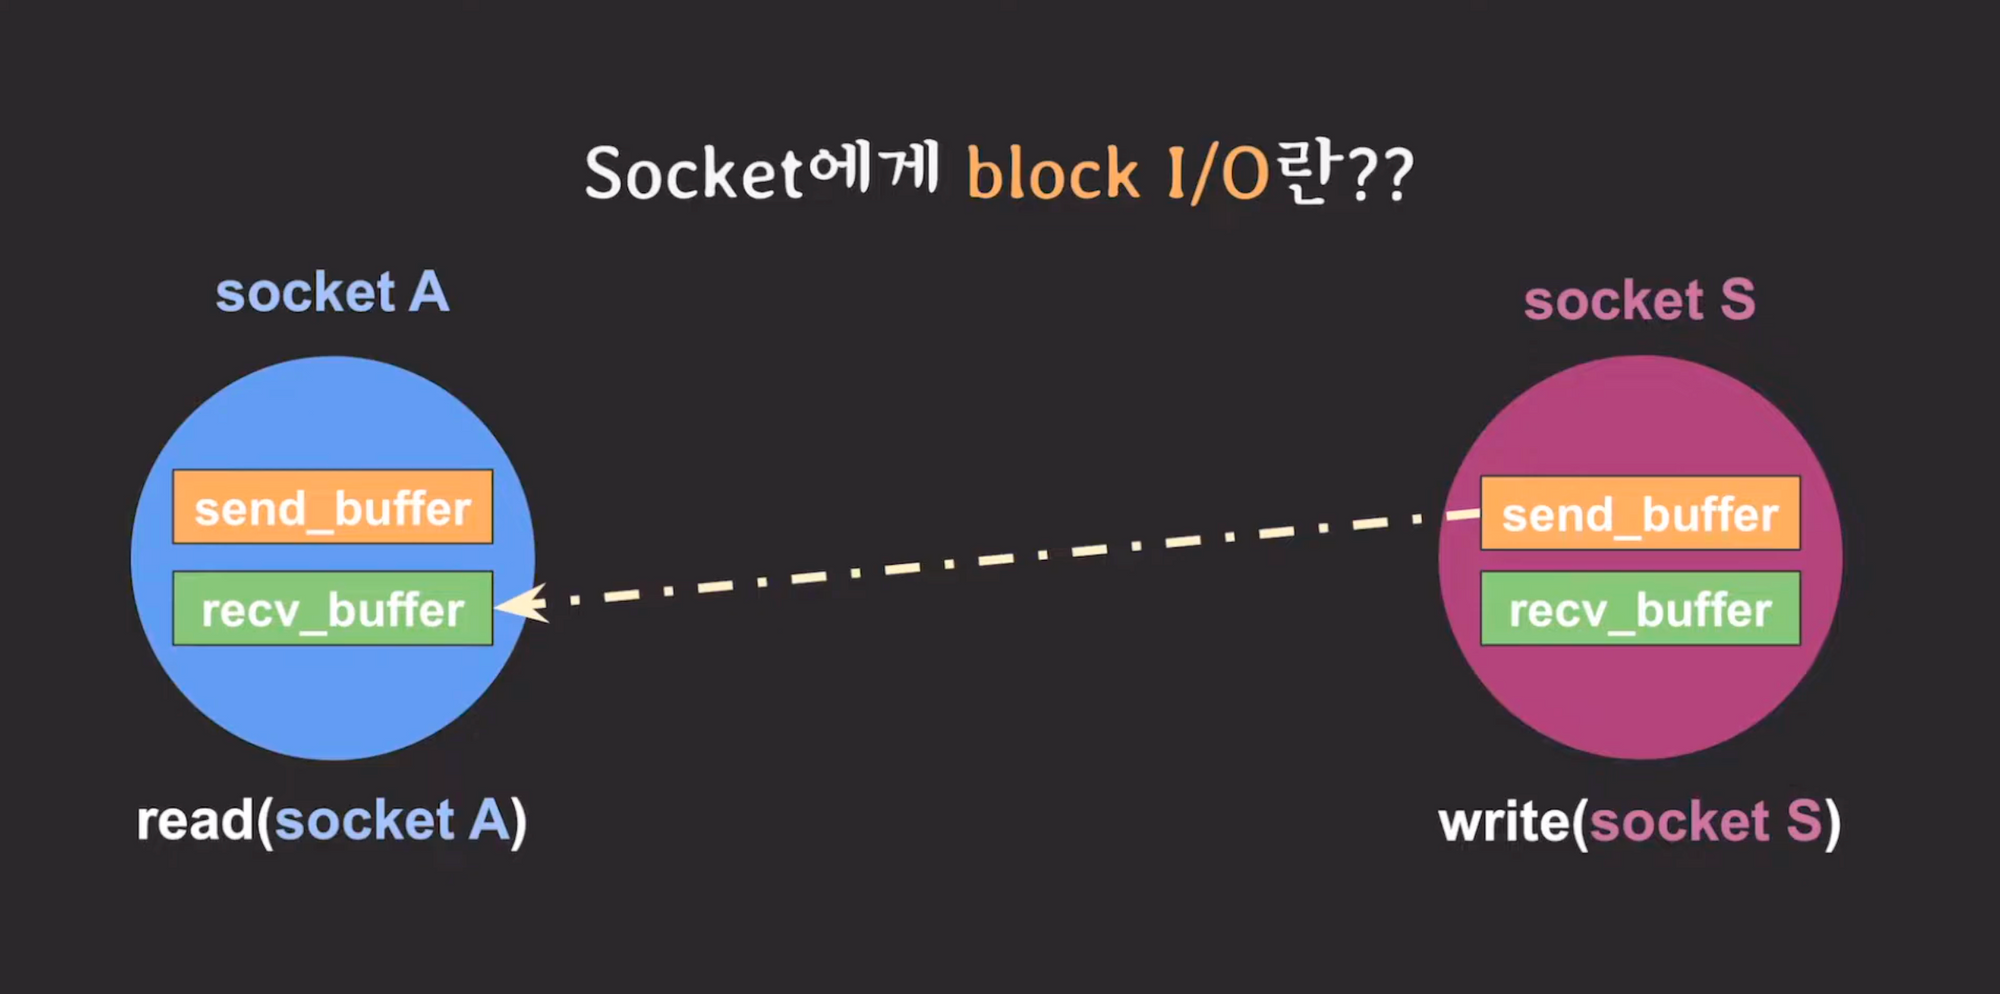 Socket에게 block I/O란??
socket A
socket S
send_buffer
recv_buffer
send_buffer
recv_buffer
read(socket A)
write(socket S)